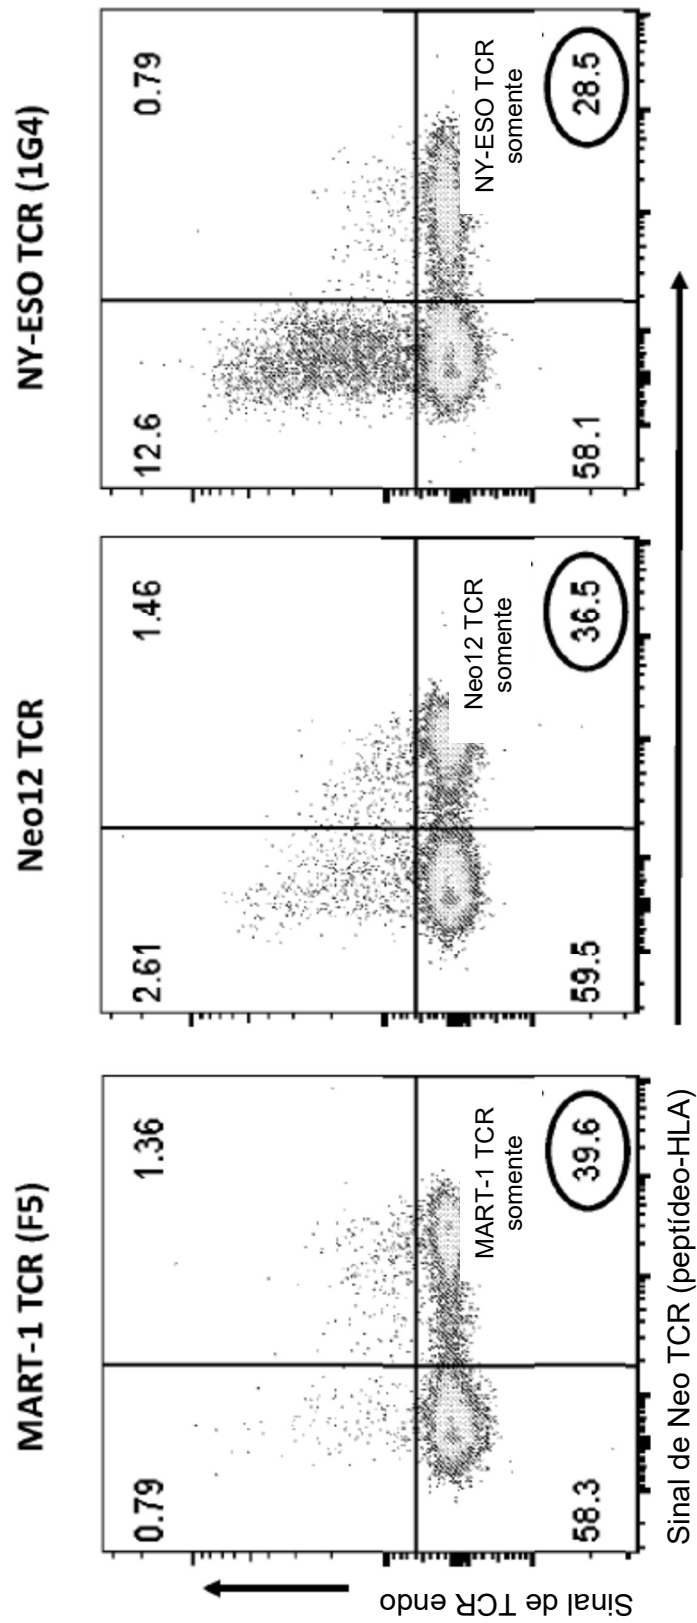 MART-1 TCR (F5)
0.79
1.36
MART-1 TCR
somente
58.3
39.6
Neo12 TCR
2.61
1.46
Neo12 TCR
somente
59.5
36.5
NY-ESO TCR (1G4)
12.6
0.79
NY-ESO TCR
somente
58.1
28.5
Sinal de TCR endo
Sinal de Neo TCR (peptídeo-HLA)